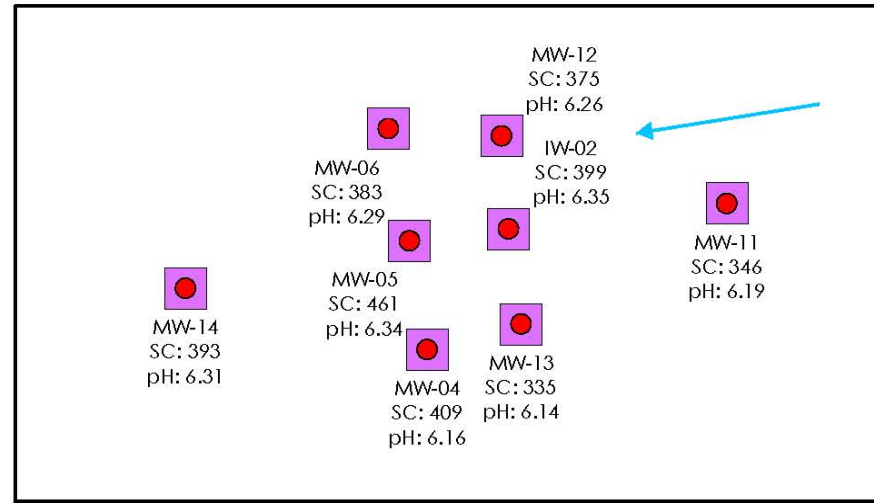 MW-12
SC: 375
pH: 6.26
IW-02
SC: 399
pH: 6.35
MW-06
SC: 383
pH: 6.29
MW-11
SC: 346
pH: 6.19
MW-05
SC: 461
pH: 6.34
MW-14
SC: 393
pH: 6.31
MW-13
SC: 335
pH: 6.14
MW-04
SC: 409
pH: 6.16